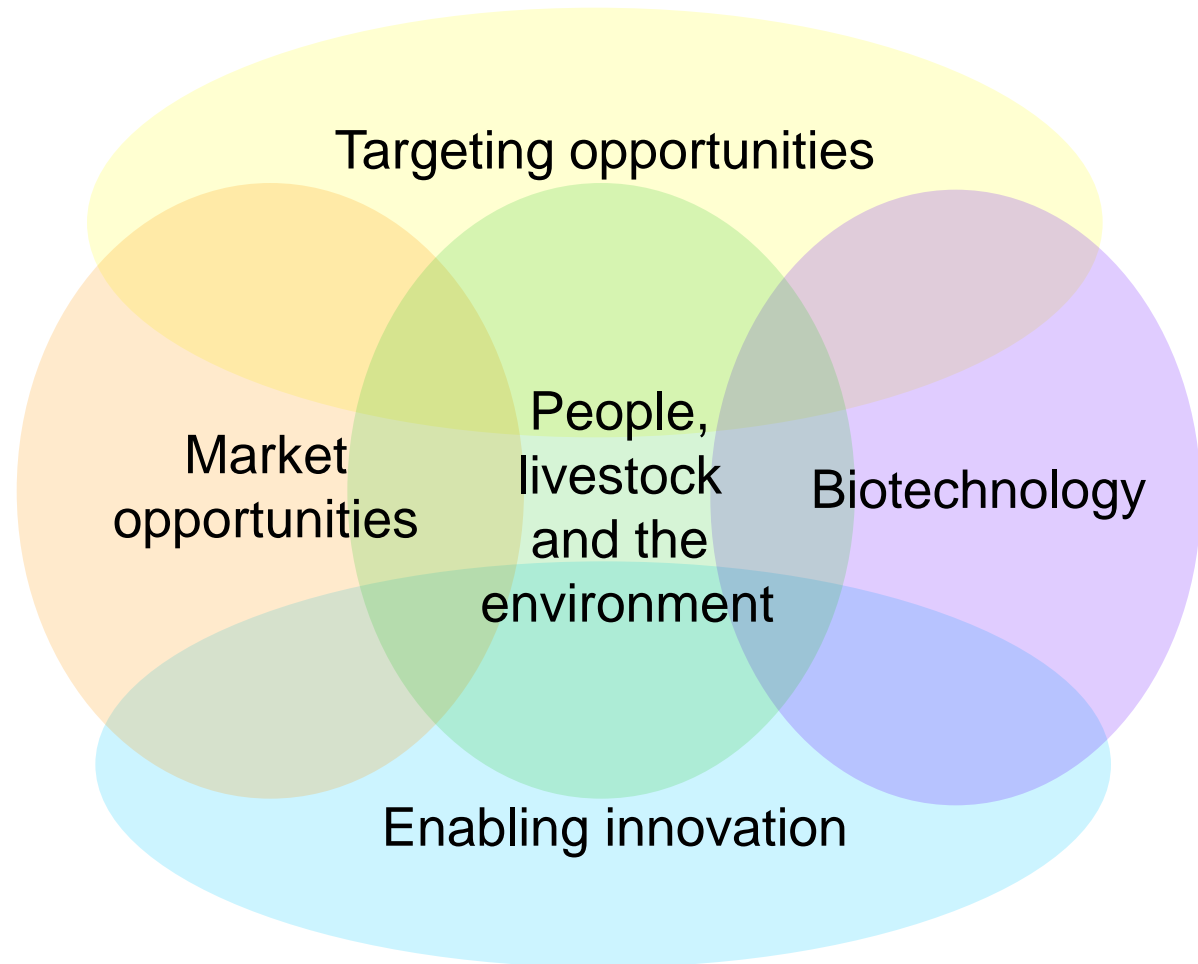 Targeting opportunities
Market
opportunities
People,
livestock
and the
environment
Biotechnology
Enabling innovation